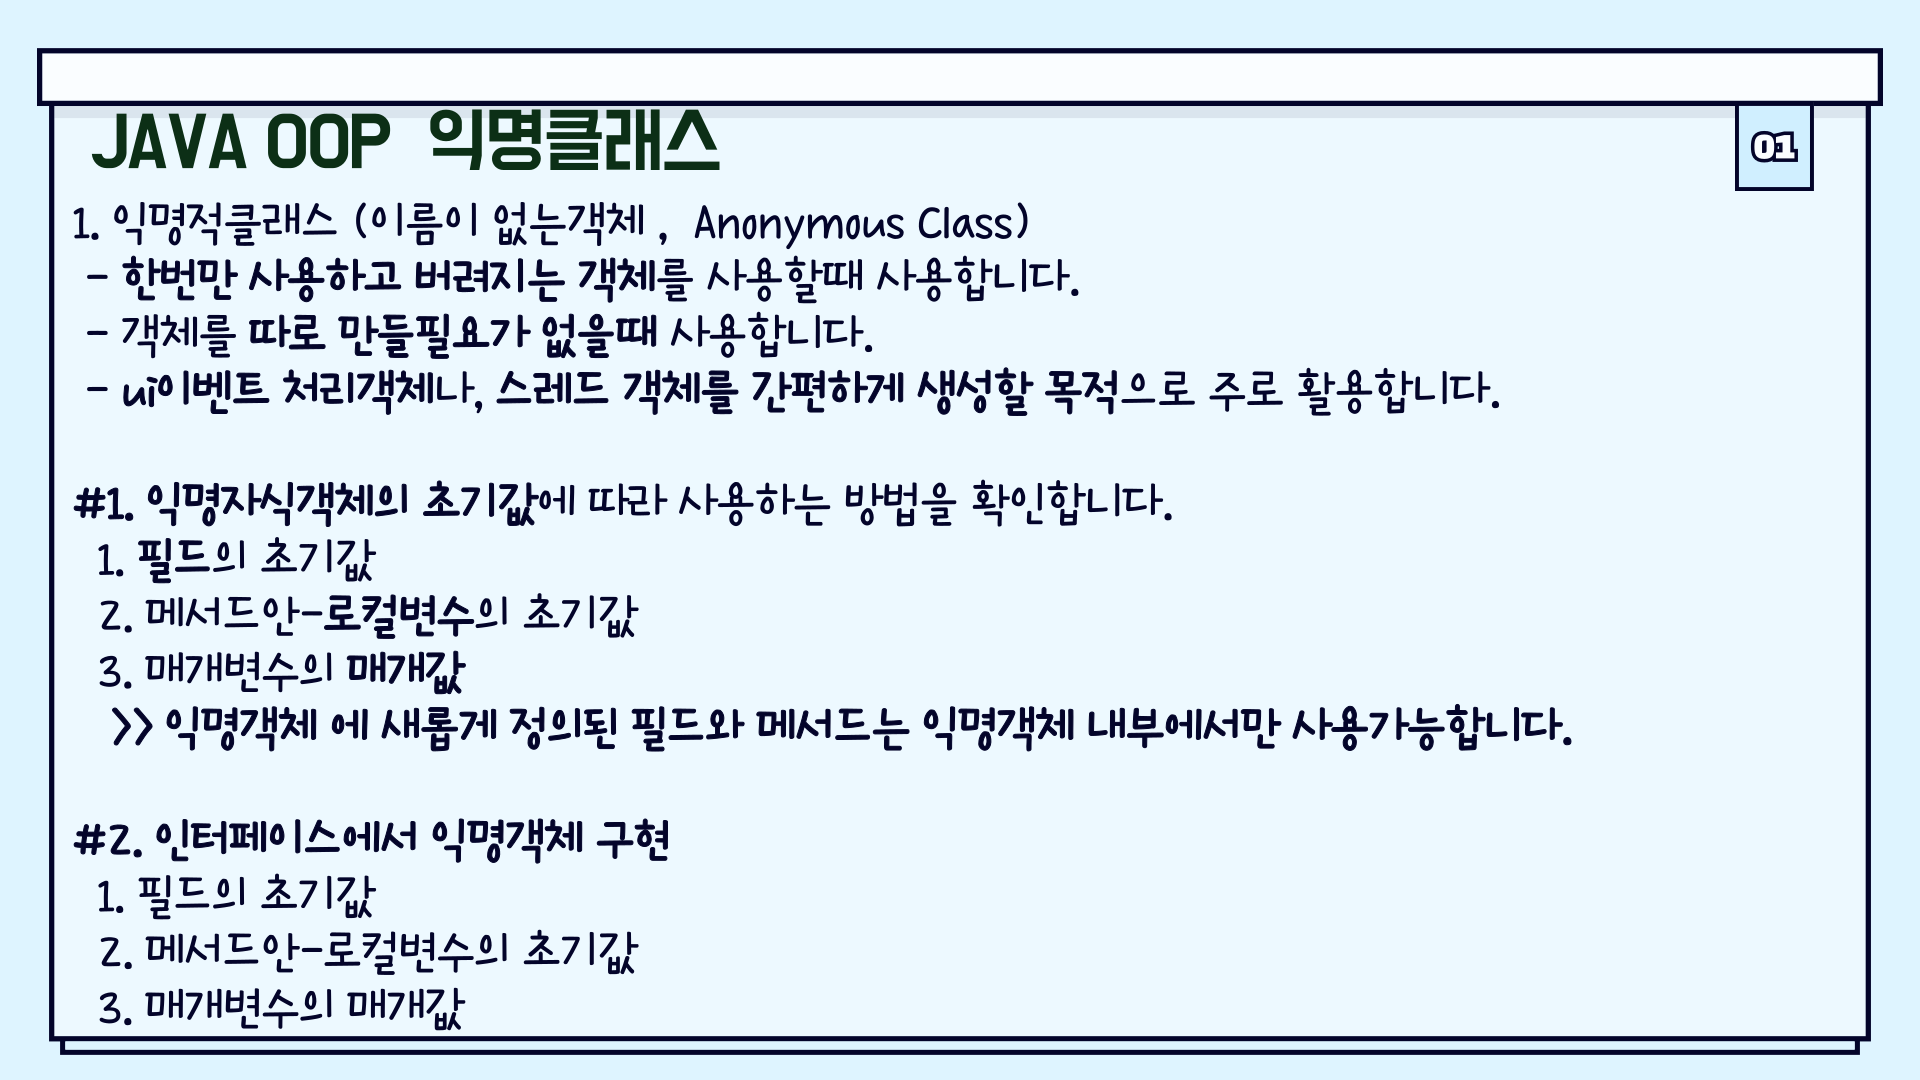 JAVA OOP 익명클래스
01
1. 익명적클래스 (이름이 없는객체 , Anonymous Class)
- 한번만 사용하고 버려지는 객체를 사용할때 사용합니다.
- 객체를 따로 만들필요가 없을때 사용합니다.
- ui이벤트 처리객체나, 스레드 객체를 간편하게 생성할 목적으로 주로 활용합니다.
#1. 익명자식객체의 초기값에 따라 사용하는 방법을 확인합니다.
1. 필드의 초기값
2. 메서드안-로컬변수의 초기값
3. 매개변수의 매개값
>> 익명객체 에 새롭게 정의된 필드와 메서드는 익명객체 내부에서만 사용가능합니다.
#2. 인터페이스에서 익명객체 구현
1. 필드의 초기값
2. 메서드안-로컬변수의 초기값
3. 매개변수의 매개값